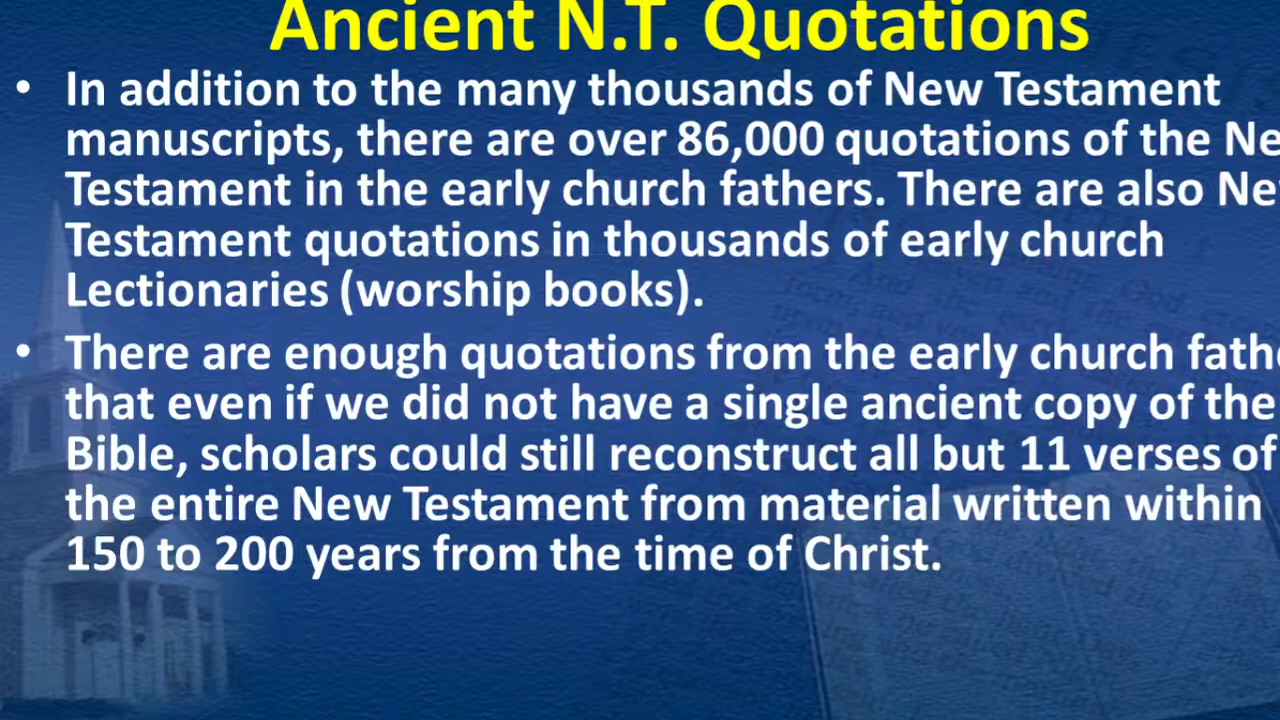 Ancient N.T. Quotations
• In addition to the many thousands of New Testament
manuscripts, there are over 86,000 quotations of the Ne
Testament in the early church fathers. There are also Ne
Testament quotations in thousands of early church
Lectionaries (worship books).
• There are enough quotations from the early church fath
that even if we did not have a single ancient copy of the
Bible, scholars could still reconstruct all but 11 verses of
the entire New Testament from material written within
150 to 200 years from the time of Christ.